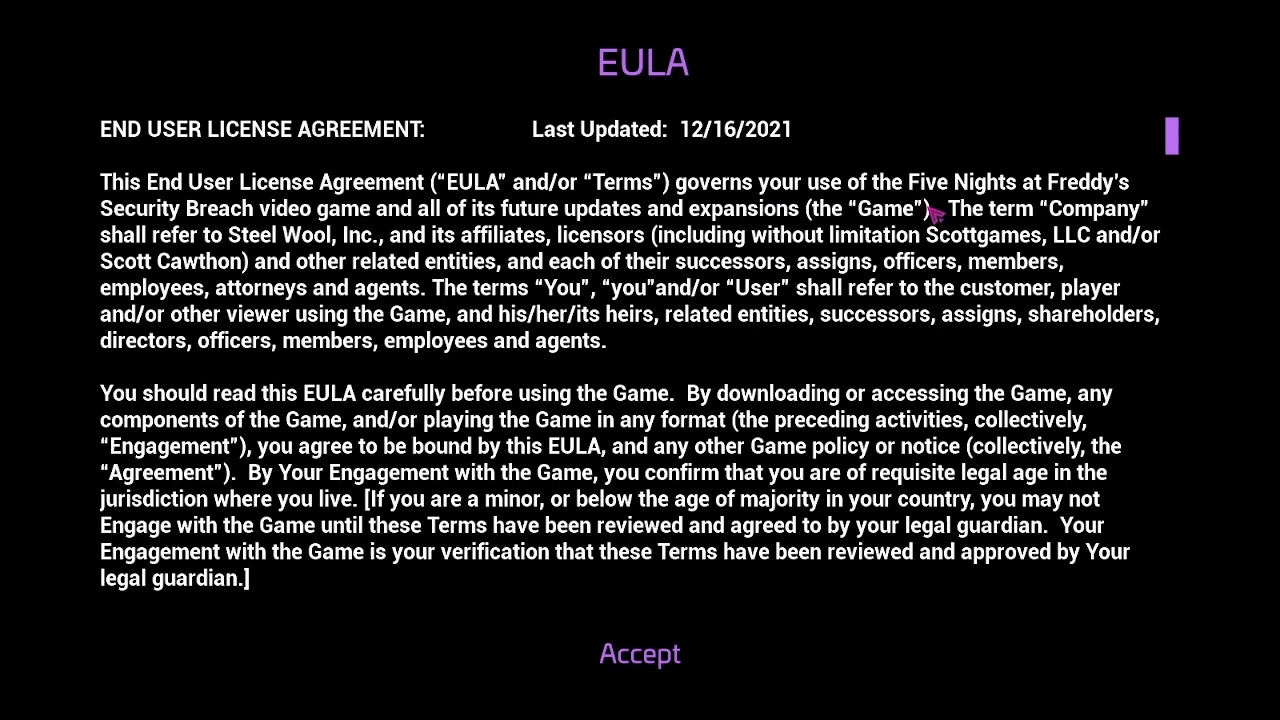 EULA
END USER LICENSE AGREEMENT: Last Updated: 12/16/2021
This End User License Agreement (“EULA” and/or “Terms”) governs your use of the Five Nights at Freddy’s
Security Breach video game and all of its future updates and expansions (the “Game”). The term “Company”
shall refer to Steel Wool, Inc., and its affiliates, licensors (including without limitation Scottgames, LLC and/or
Scott Cawthon) and other related entities, and each of their successors, assigns, officers, members,
employees, attorneys and agents. The terms “You”, “you"and/or “User” shall refer to the customer, player
and/or other viewer using the Game, and his/her/its heirs, related entities, successors, assigns, shareholders,
directors, officers, members, employees and agents.
You should read this EULA carefully before using the Game.  By downloading or accessing the Game, any
components of the Game, and/or playing the Game in any format (the preceding activities, collectively,
“Engagement”), you agree to be bound by this EULA, and any other Game policy or notice (collectively, the
“Agreement”).  By Your Engagement with the Game, you confirm that you are of requisite legal age in the
jurisdiction where you live. [If you are a minor, or below the age of majority in your country, you may not
Engage with the Game until these Terms have been reviewed and agreed to by your legal guardian.  Your
Engagement with the Game is your verification that these Terms have been reviewed and approved by Your
legal guardian.]
Accept